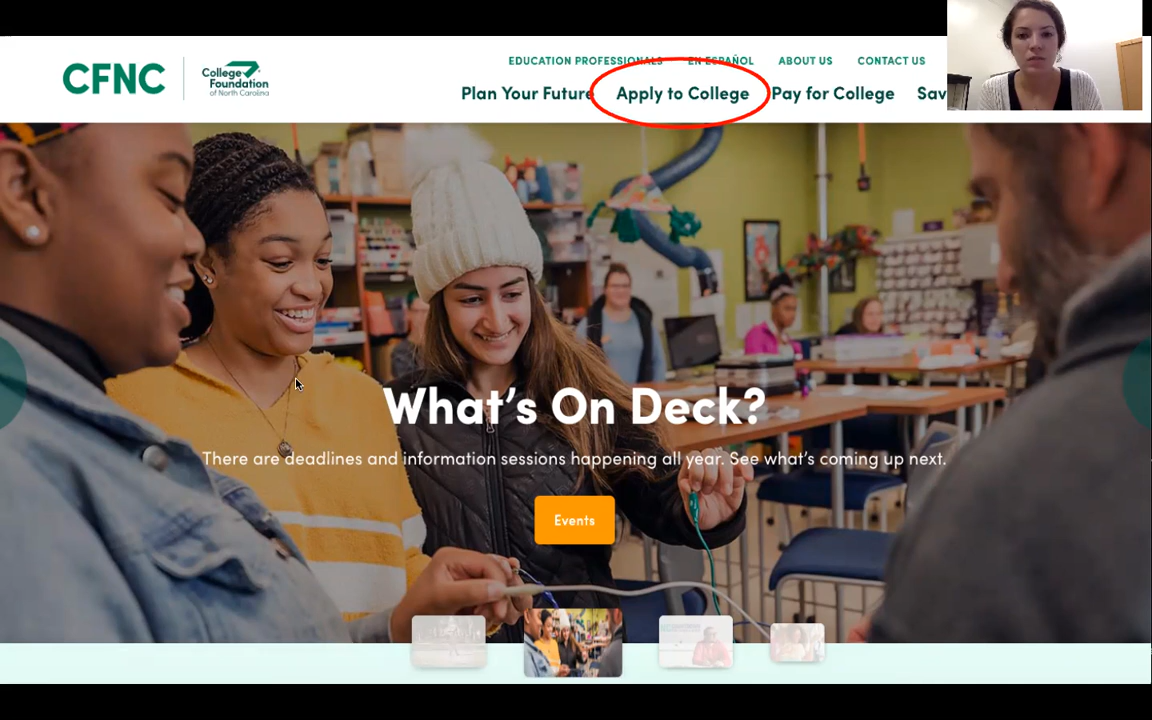 CFNC
College
Foundation
of North Carolina
EDUCATION PROFESSIONALS EN ESPAÑOL ABOUT US CONTACT US
Plan Your Future Apply to College Pay for College Sav
What's On Deck?
There are deadlines and information sessions happening all year. See what's coming up next.
Events